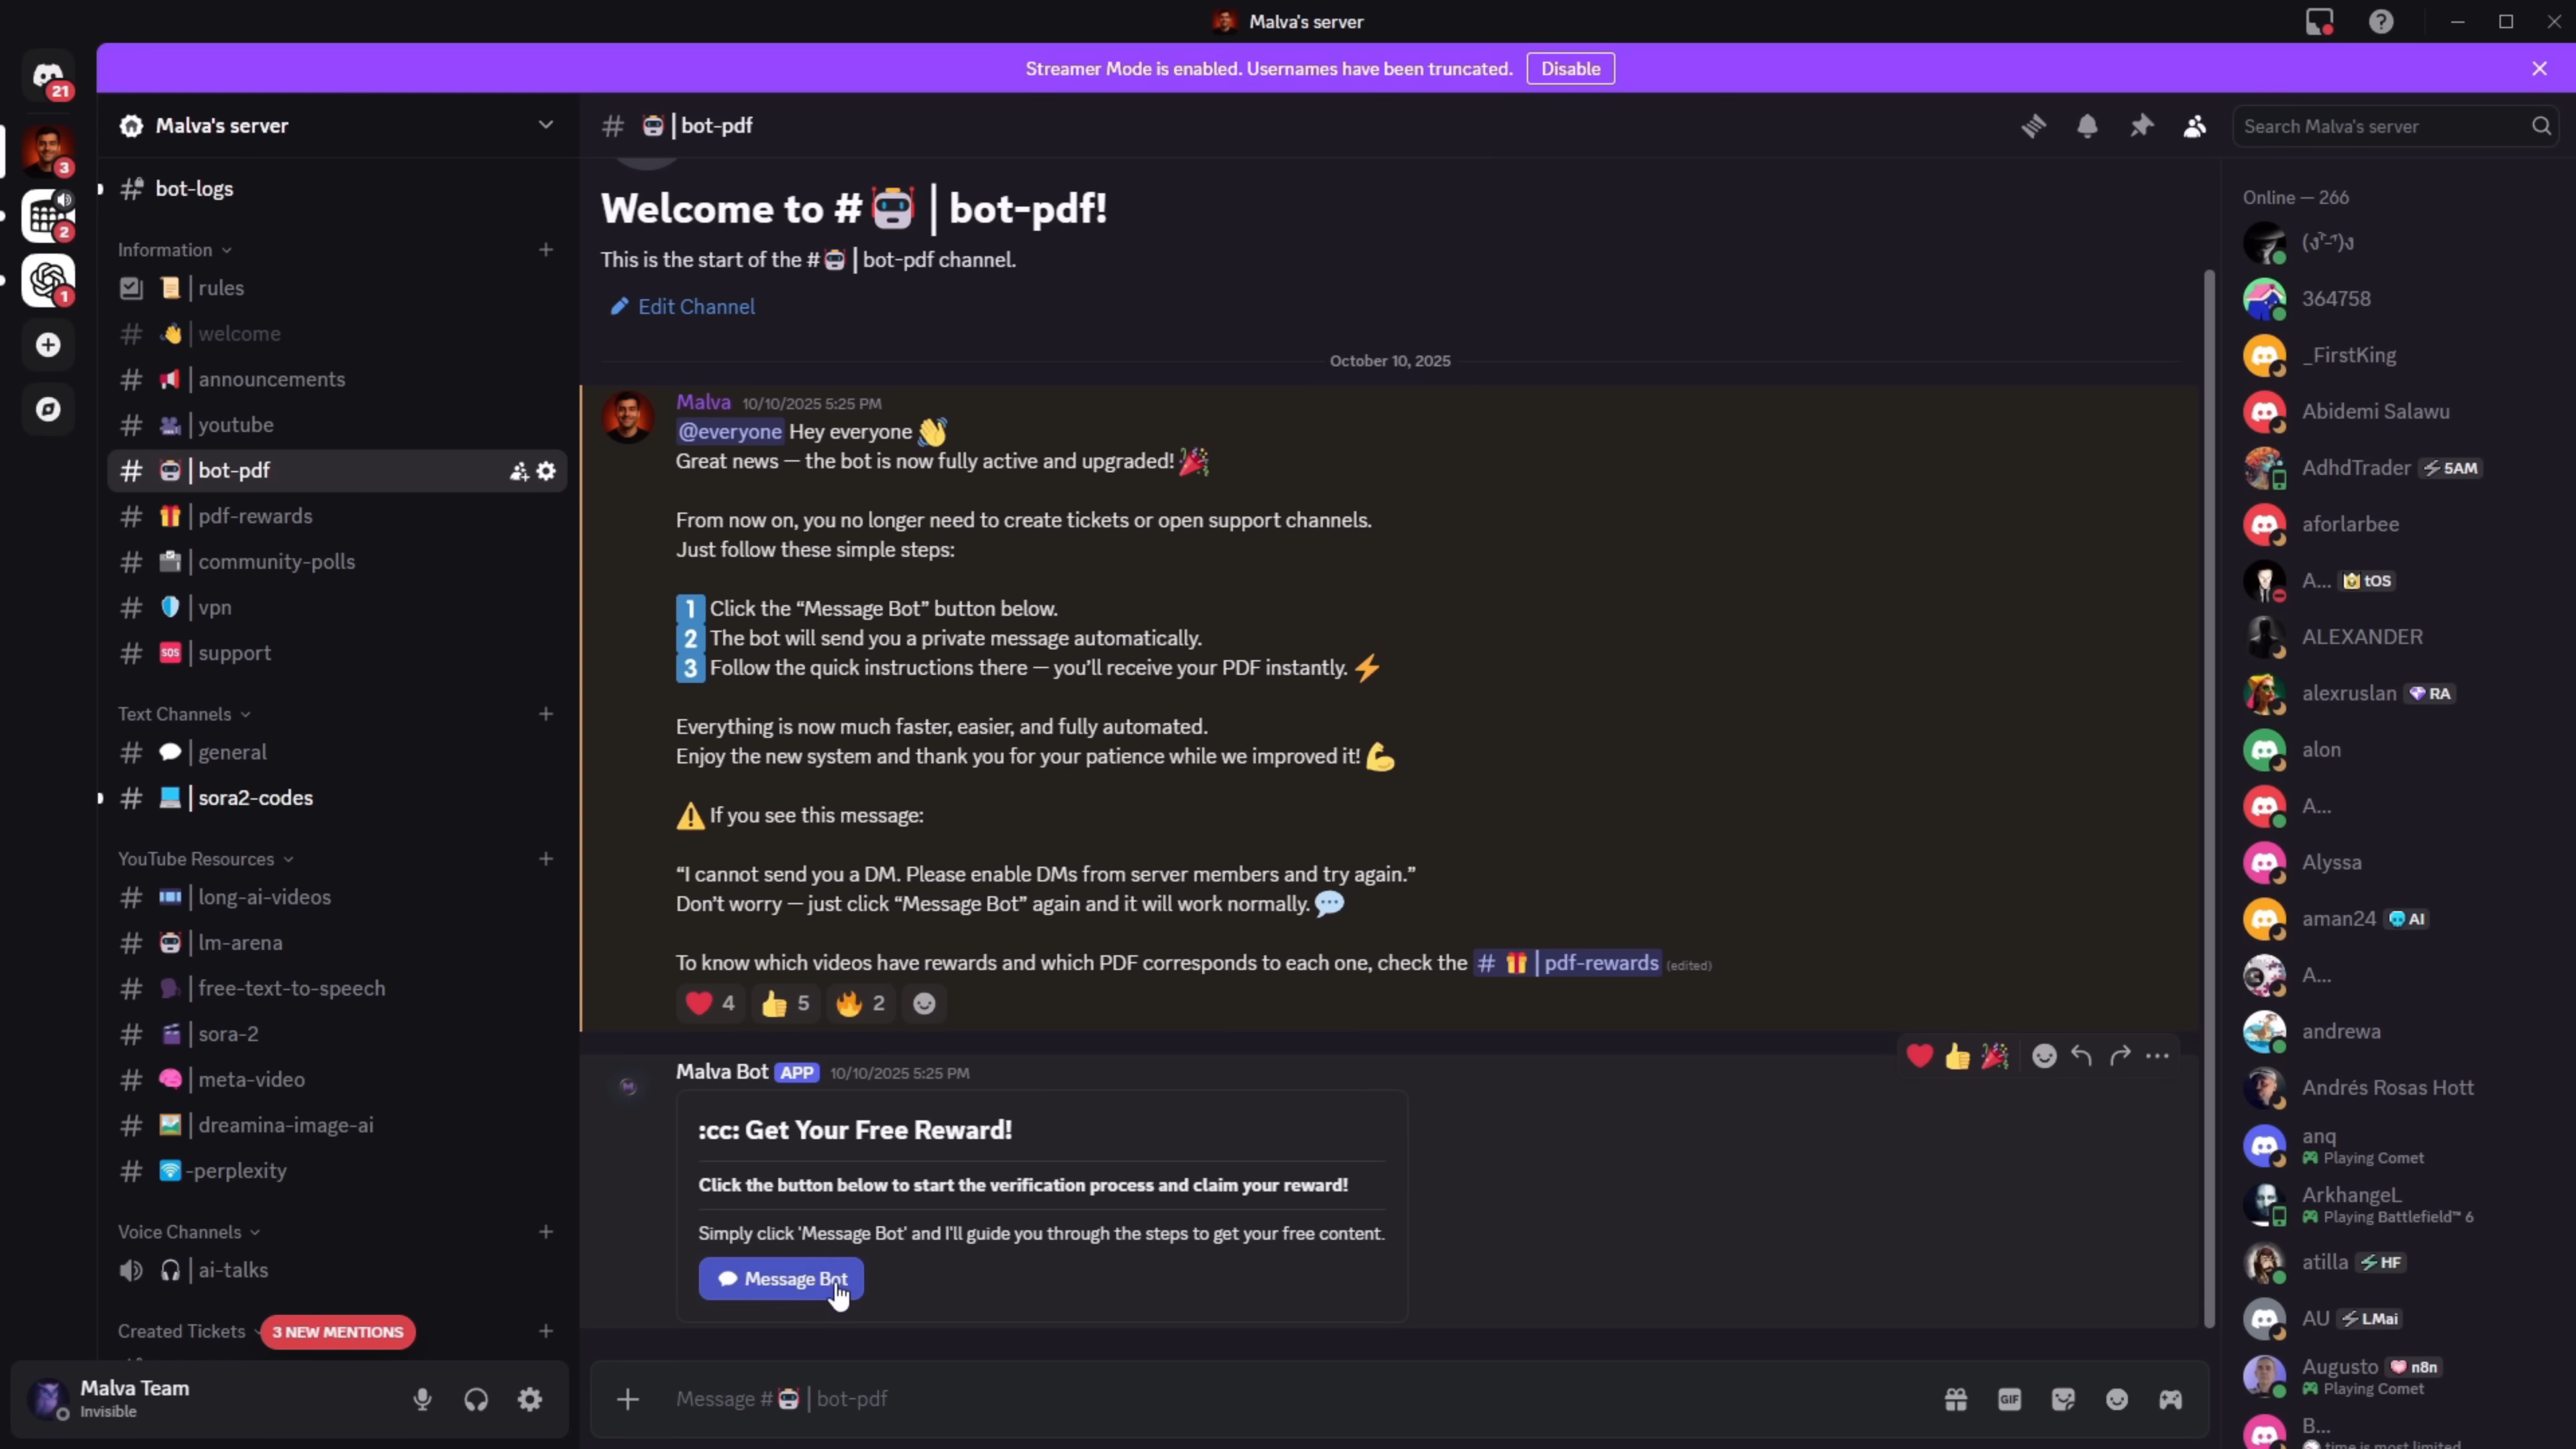 Malva's server
Streamer Mode is enabled. Usernames have been truncated.
Disable
21
3
2
1
Malva's server
bot-logs
Information
rules
welcome
announcements
youtube
bot-pdf
pdf-rewards
community-polls
vpn
SOS support
Text Channels
general
sora2-codes
YouTube Resources
long-ai-videos
lm-arena
free-text-to-speech
sora-2
meta-video
dreamina-image-ai
-perplexity
Voice Channels
ai-talks
Created Tickets
3 NEW MENTIONS
Malva Team
Invisible
# 🤖 | bot-pdf
Search Malva's server
Welcome to # 🤖 | bot-pdf!
This is the start of the # 🤖 | bot-pdf channel.
Edit Channel
October 10, 2025
Malva 10/10/2025 5:25 PM
@everyone Hey everyone 👋
Great news — the bot is now fully active and upgraded! 🎉
From now on, you no longer need to create tickets or open support channels.
Just follow these simple steps:
1 Click the “Message Bot” button below.
2 The bot will send you a private message automatically.
3 Follow the quick instructions there — you'll receive your PDF instantly. ⚡
Everything is now much faster, easier, and fully automated.
Enjoy the new system and thank you for your patience while we improved it! 💪
⚠️ If you see this message:
“I cannot send you a DM. Please enable DMs from server members and try again.”
Don't worry — just click “Message Bot” again and it will work normally. 💬
To know which videos have rewards and which PDF corresponds to each one, check the # 🎁 | pdf-rewards (edited)
❤️ 4 👍 5 🔥 2
Malva Bot APP 10/10/2025 5:25 PM
:cc: Get Your Free Reward!
Click the button below to start the verification process and claim your reward!
Simply click 'Message Bot' and I'll guide you through the steps to get your free content.
Message Bot
Message # 🤖 | bot-pdf
GIF
Online — 266
364758
_FirstKing
Abidemi Salawu
AdhdTrader 5AM
aforlarbee
A... tOS
ALEXANDER
alexruslan RA
alon
A...
Alyssa
aman24 AI
A...
andrewa
Andrés Rosas Hott
anq
Playing Comet
ArkhangeL
Playing Battlefield™ 6
atilla HF
AU LMai
Augusto n8n
Playing Comet
B...
time is most limited